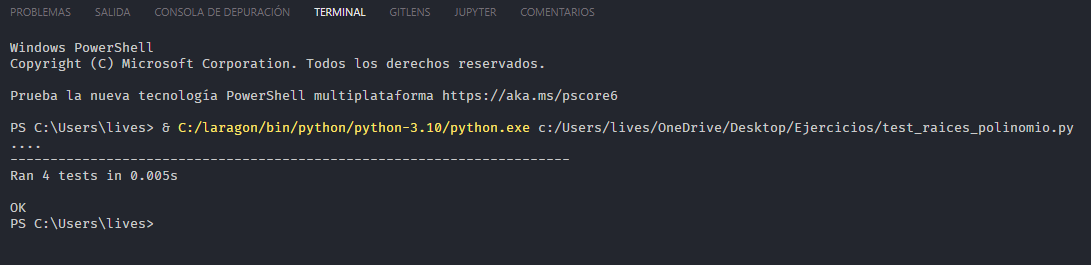 PROBLEMAS SALIDA CONSOLA DE DEPURACIÓN TERMINAL GITLENS JUPYTER COMENTARIOS
Windows PowerShell
Copyright (C) Microsoft Corporation. Todos los derechos reservados.
Prueba la nueva tecnología PowerShell multiplataforma https://aka.ms/pscore6
PS C:\Users\lives> & C:/laragon/bin/python/python-3.10/python.exe c:/Users/lives/OneDrive/Desktop/Ejercicios/test_raices_polinomio.py
....
----------------------------------------------------------------------
Ran 4 tests in 0.005s
OK
PS C:\Users\lives>